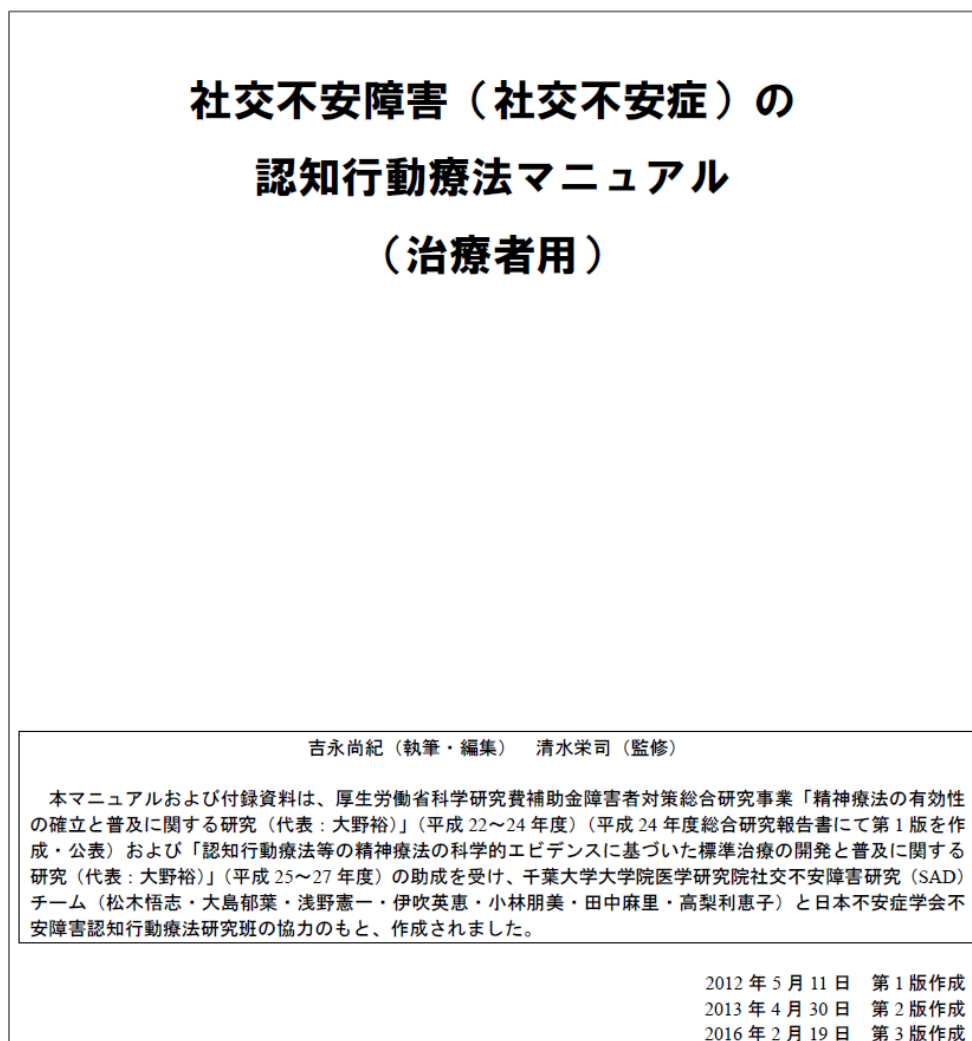 社交不安障害（社交不安症）の
認知行動療法マニュアル
（治療者用）
吉永尚紀（執筆・編集）　清水栄司（監修）
本マニュアルおよび付録資料は、厚生労働省科学研究費補助金障害者対策総合研究事業「精神療法の有効性
の確立と普及に関する研究（代表：大野裕）」（平成 22～24 年度）（平成 24 年度総合研究報告書にて第 1 版を作
成・公表）および「認知行動療法等の精神療法の科学的エビデンスに基づいた標準治療の開発と普及に関する
研究（代表：大野裕）」（平成 25～27 年度）の助成を受け、千葉大学大学院医学研究院社交不安障害研究（SAD）
チーム（松木悟志・大島郁葉・浅野憲一・伊吹英恵・小林朋美・田中麻里・高梨利恵子）と日本不安症学会不
安障害認知行動療法研究班の協力のもと、作成されました。
2012 年 5 月 11 日　第 1 版作成
2013 年 4 月 30 日　第 2 版作成
2016 年 2 月 19 日　第 3 版作成